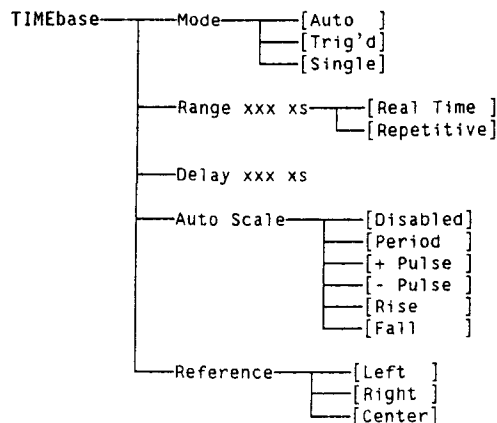 TIMEbase Mode [Auto ]
[Trig'd]
[Single]
Range xxx xs [Real Time ]
[Repetitive]
Delay xxx xs
Auto Scale [Disabled]
[Period ]
[+ Pulse ]
[- Pulse ]
[Rise ]
[Fall ]
Reference [Left ]
[Right ]
[Center]